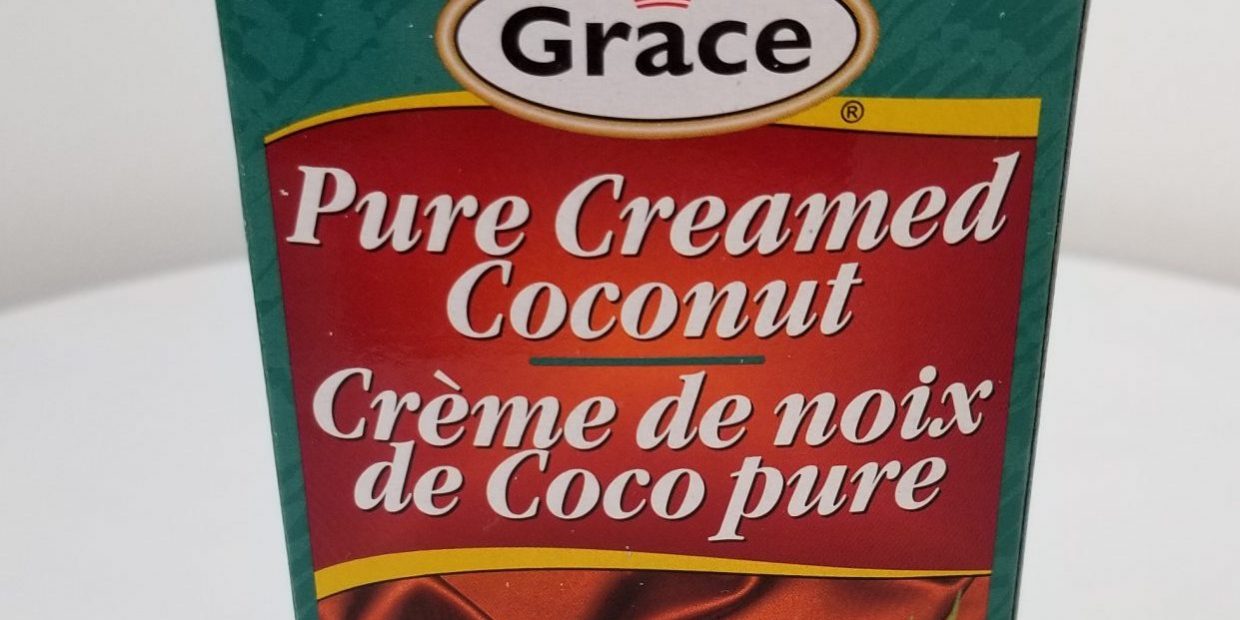 Grace
®
Pure Creamed
Coconut
Crème de noix
de Coco pure